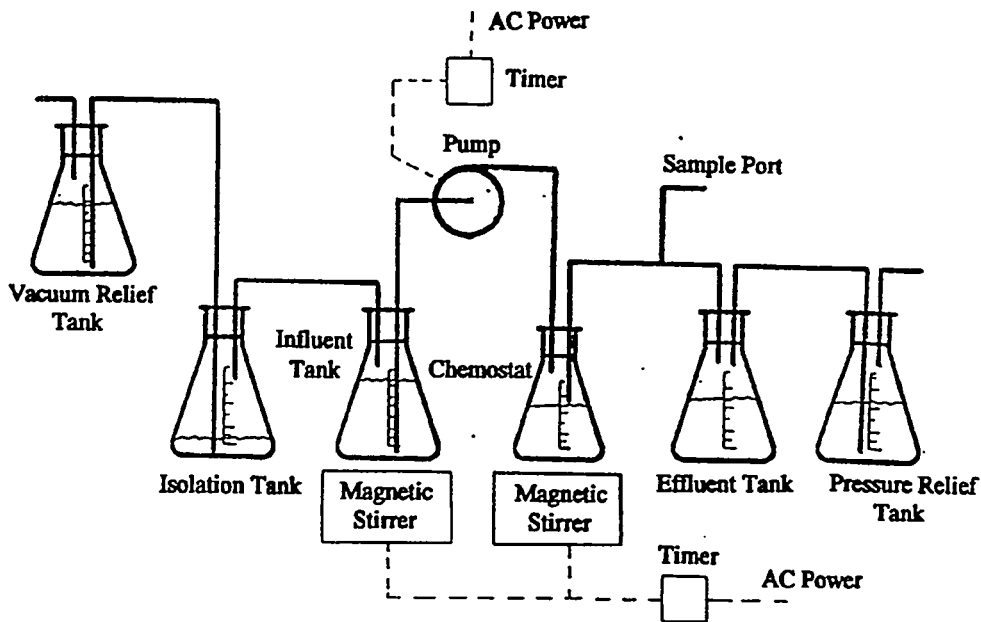 AC Power
Timer
Pump
Sample Port
Vacuum Relief
Tank
Influent
Tank
Chemostat
Isolation Tank
Magnetic
Stirrer
Magnetic
Stirrer
Effluent Tank
Pressure Relief
Tank
Timer
AC Power